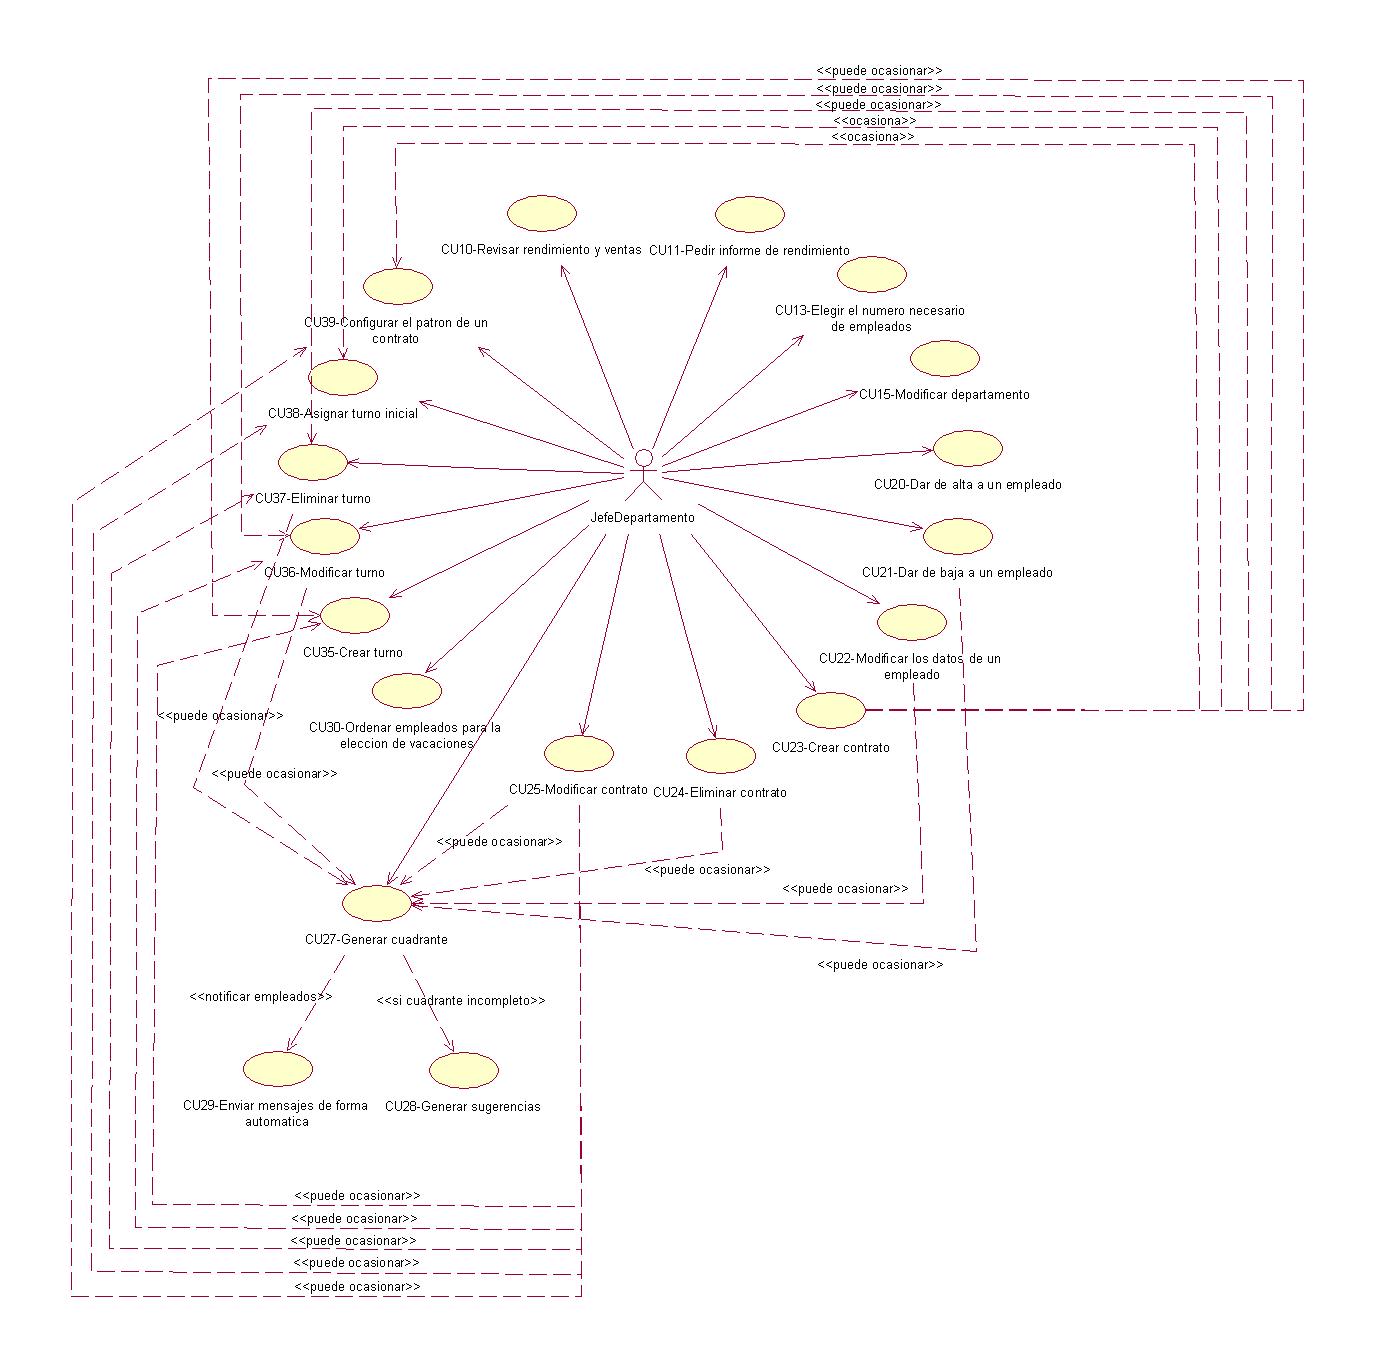 <<puede ocasionar>>
<<puede ocasionar>>
<<puede ocasionar>>
<<ocasiona>>
<<ocasiona>>
CU10-Revisar rendimiento y ventas
CU11-Pedir informe de rendimiento
CU13-Elegir el numero necesario
de empleados
CU39-Configurar el patron de un
contrato
CU15-Modificar departamento
CU38-Asignar turno inicial
CU20-Dar de alta a un empleado
CU37-Eliminar turno
JefeDepartamento
CU36-Modificar turno
CU21-Dar de baja a un empleado
CU35-Crear turno
CU22-Modificar los datos de un
empleado
<<puede ocasionar>>
CU30-Ordenar empleados para la
eleccion de vacaciones
CU23-Crear contrato
<<puede ocasionar>>
CU25-Modificar contrato
CU24-Eliminar contrato
<<puede ocasionar>>
<<puede ocasionar>>
<<puede ocasionar>>
CU27-Generar cuadrante
<<puede ocasionar>>
<<notificar empleados>>
<<si cuadrante incompleto>>
CU29-Enviar mensajes de forma
automatica
CU28-Generar sugerencias
<<puede ocasionar>>
<<puede ocasionar>>
<<puede ocasionar>>
<<puede ocasionar>>
<<puede ocasionar>>